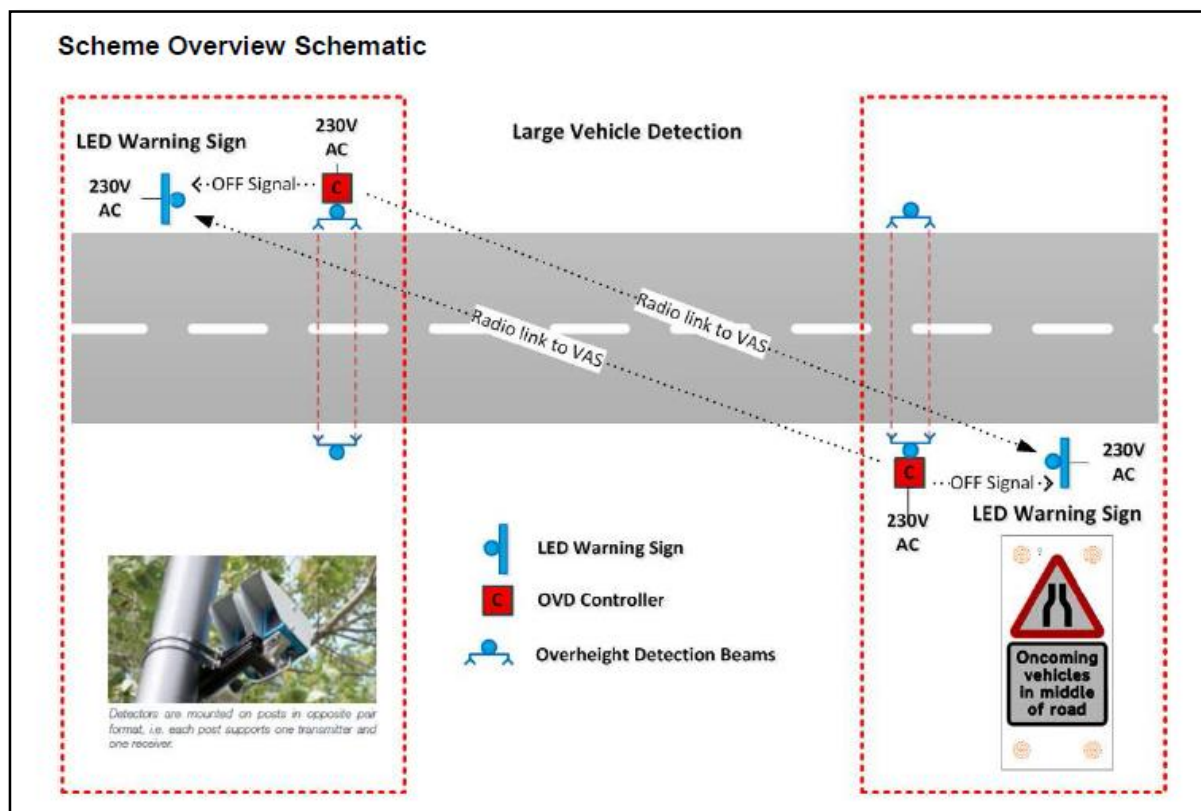 Scheme Overview Schematic
LED Warning Sign
230V
AC
230V
AC
OFF Signal
C
Large Vehicle Detection
Radio link to VAS
Radio link to VAS
C
230V
AC
OFF Signal
230V
AC
LED Warning Sign
LED Warning Sign
C
OVD Controller
Overheight Detection Beams
Detectors are mounted on posts in opposite pair
format, i.e. each post supports one transmitter and
one receiver.
Oncoming
vehicles
in middle
of road